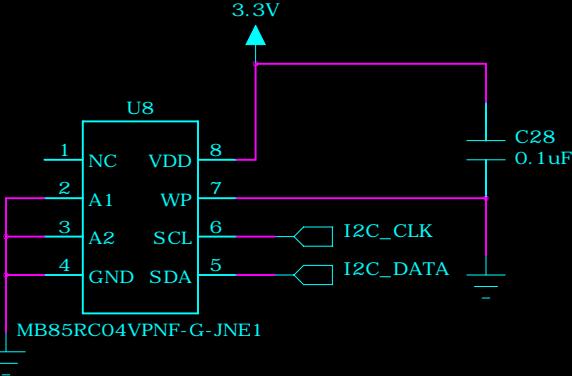 3.3V
U8
1 NC VDD 8
C28
0.1uF
2 A1 WP 7
3 A2 SCL 6 I2C_CLK
4 GND SDA 5 I2C_DATA
MB85RC04VPNF-G-JNE1